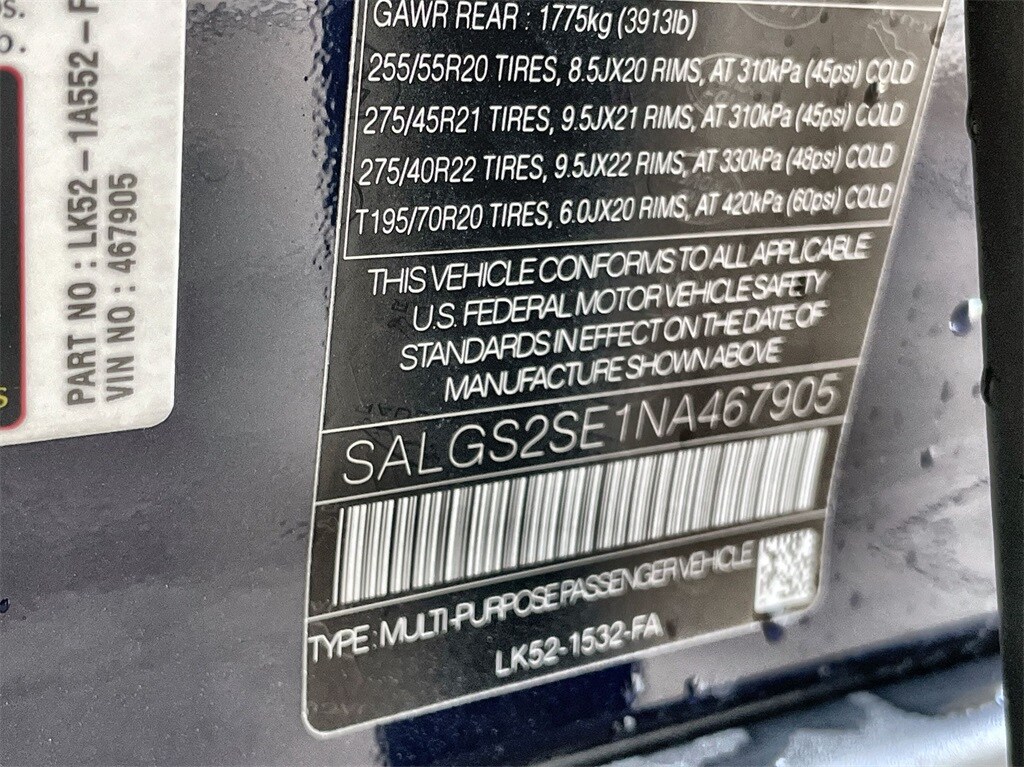 GAWR REAR : 1775kg (3913lb)
255/55R20 TIRES, 8.5JX20 RIMS, AT 310kPa (45psi) COLD
275/45R21 TIRES, 9.5JX21 RIMS, AT 310kPa (45psi) COLD
275/40R22 TIRES, 9.5JX22 RIMS, AT 330kPa (48psi) COLD
T195/70R20 TIRES, 6.0JX20 RIMS, AT 420kPa (60psi) COLD
THIS VEHICLE CONFORMS TO ALL APPLICABLE
U.S. FEDERAL MOTOR VEHICLE SAFETY
STANDARDS IN EFFECT ON THE DATE OF
MANUFACTURE SHOWN ABOVE
SALGS2SE1NA467905
TYPE : MULTI-PURPOSE PASSENGER VEHICLE
LK52-1532-FA
PART NO : LK52-1A552-F
VIN NO : 467905